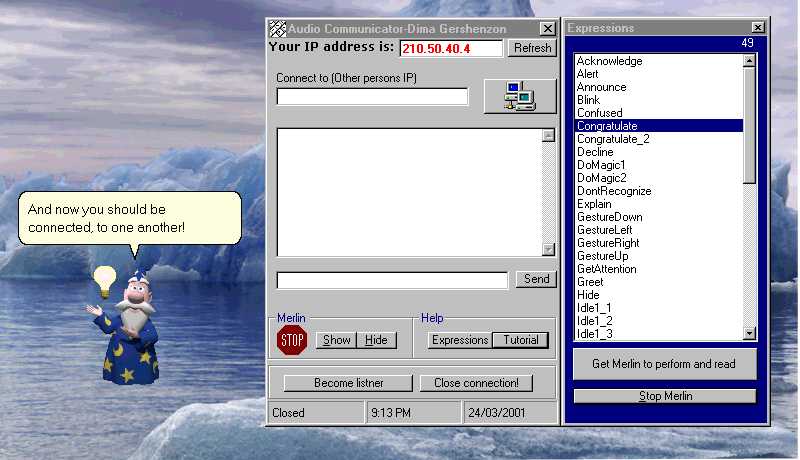 Audio Communicator-Dima Gershenzon
Your IP address is: 210.50.40.4 Refresh
Connect to (Other persons IP)
Send
Merlin
STOP Show Hide
Help
Expressions Tutorial
Become listner Close connection!
Closed 9:13 PM 24/03/2001
And now you should be
connected, to one another!
Expressions
49
Acknowledge
Alert
Announce
Blink
Confused
Congratulate
Congratulate_2
Decline
DoMagic1
DoMagic2
DontRecognize
Explain
GestureDown
GestureLeft
GestureRight
GestureUp
GetAttention
Greet
Hide
Idle1_1
Idle1_2
Idle1_3
Get Merlin to perform and read
Stop Merlin